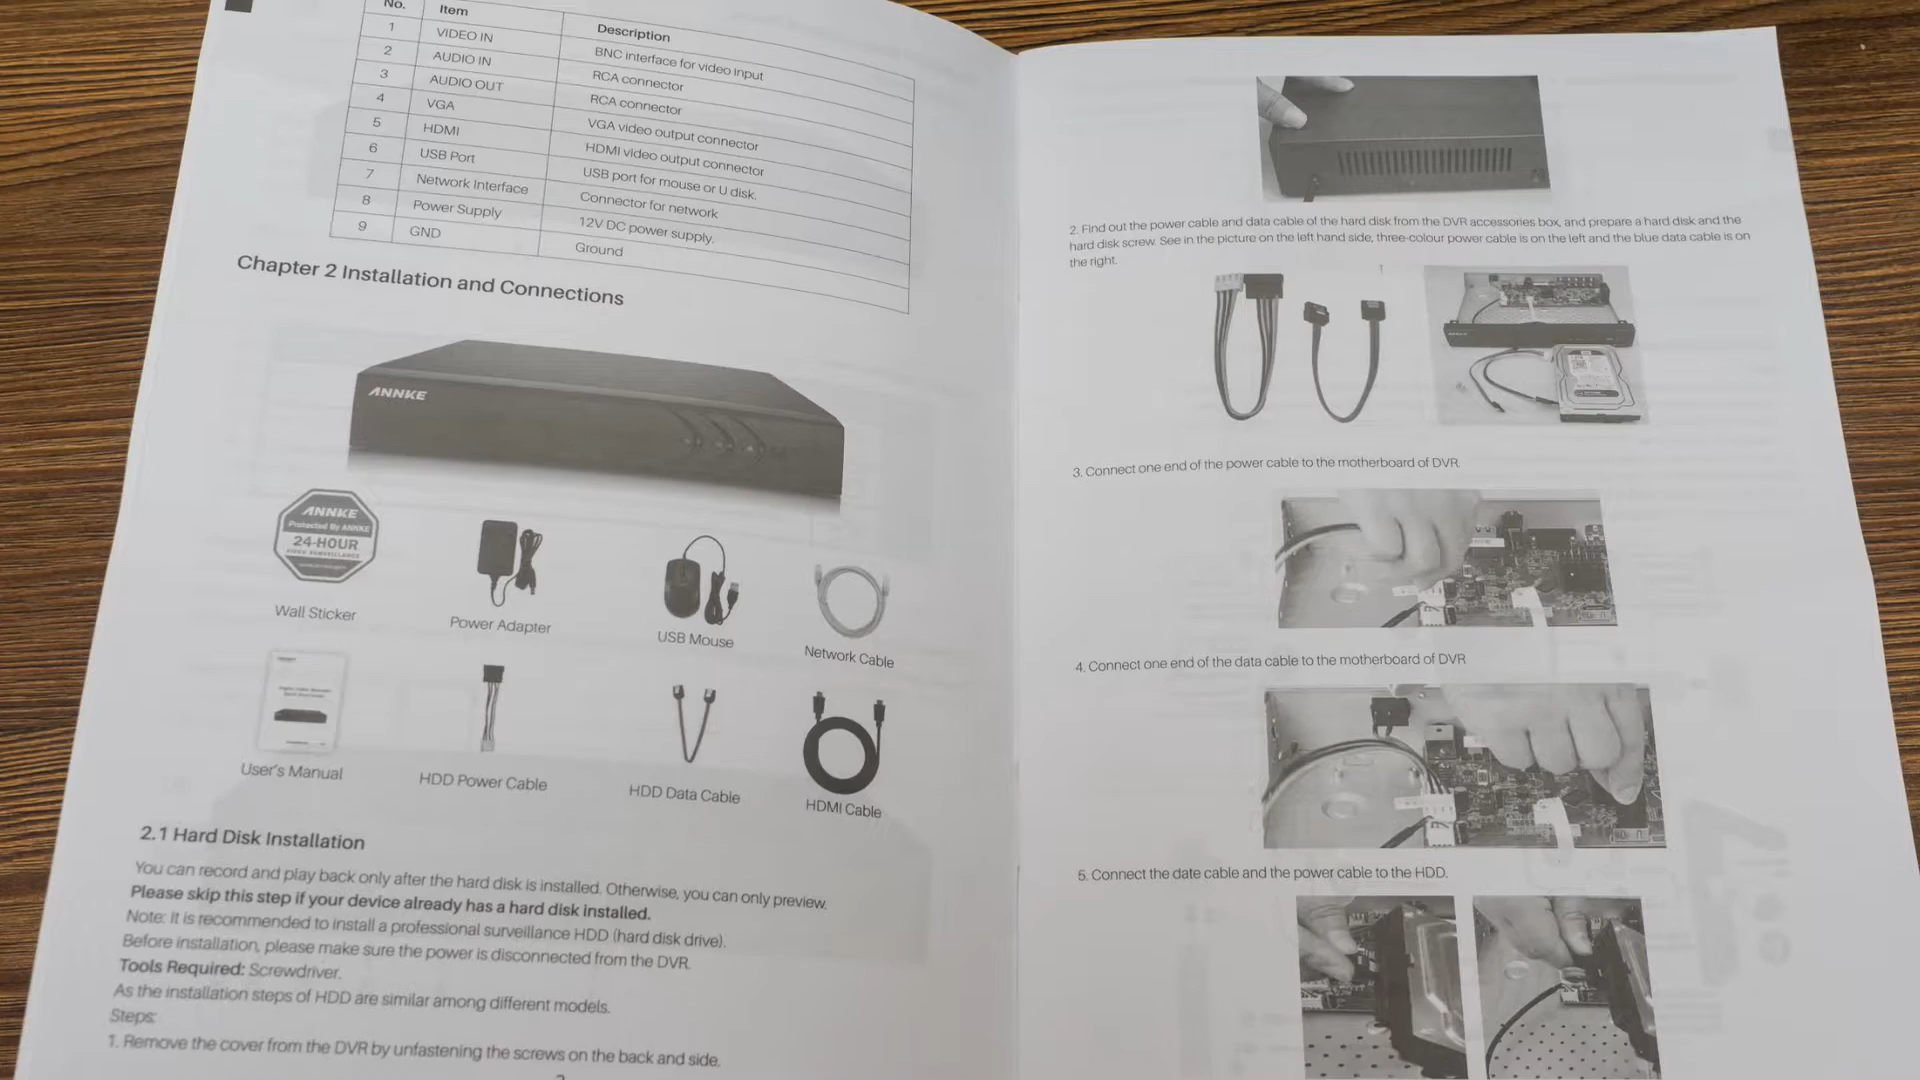 No. Item Description
1 VIDEO IN BNC interface for video input
2 AUDIO IN RCA connector
3 AUDIO OUT RCA connector
4 VGA VGA video output connector
5 HDMI HDMI video output connector
6 USB Port USB port for mouse or U disk.
7 Network Interface Connector for network
8 Power Supply 12V DC power supply.
9 GND Ground
Chapter 2 Installation and Connections
ANNKE
ANNKE
Protected By ANNKE
24-HOUR
VIDEO SURVEILLANCE
Wall Sticker
Power Adapter
USB Mouse
Network Cable
User's Manual
HDD Power Cable
HDD Data Cable
HDMI Cable
2.1 Hard Disk Installation
You can record and play back only after the hard disk is installed. Otherwise, you can only preview.
Please skip this step if your device already has a hard disk installed.
Note: it is recommended to install a professional surveillance HDD (hard disk drive).
Before installation, please make sure the power is disconnected from the DVR.
Tools Required: Screwdriver.
As the installation steps of HDD are similar among different models.
Steps:
1. Remove the cover from the DVR by unfastening the screws on the back and side.
2. Find out the power cable and data cable of the hard disk from the DVR accessories box, and prepare a hard disk and the
hard disk screw. See in the picture on the left hand side, three-colour power cable is on the left and the blue data cable is on
the right.
3. Connect one end of the power cable to the motherboard of DVR.
4. Connect one end of the data cable to the motherboard of DVR
5. Connect the date cable and the power cable to the HDD.